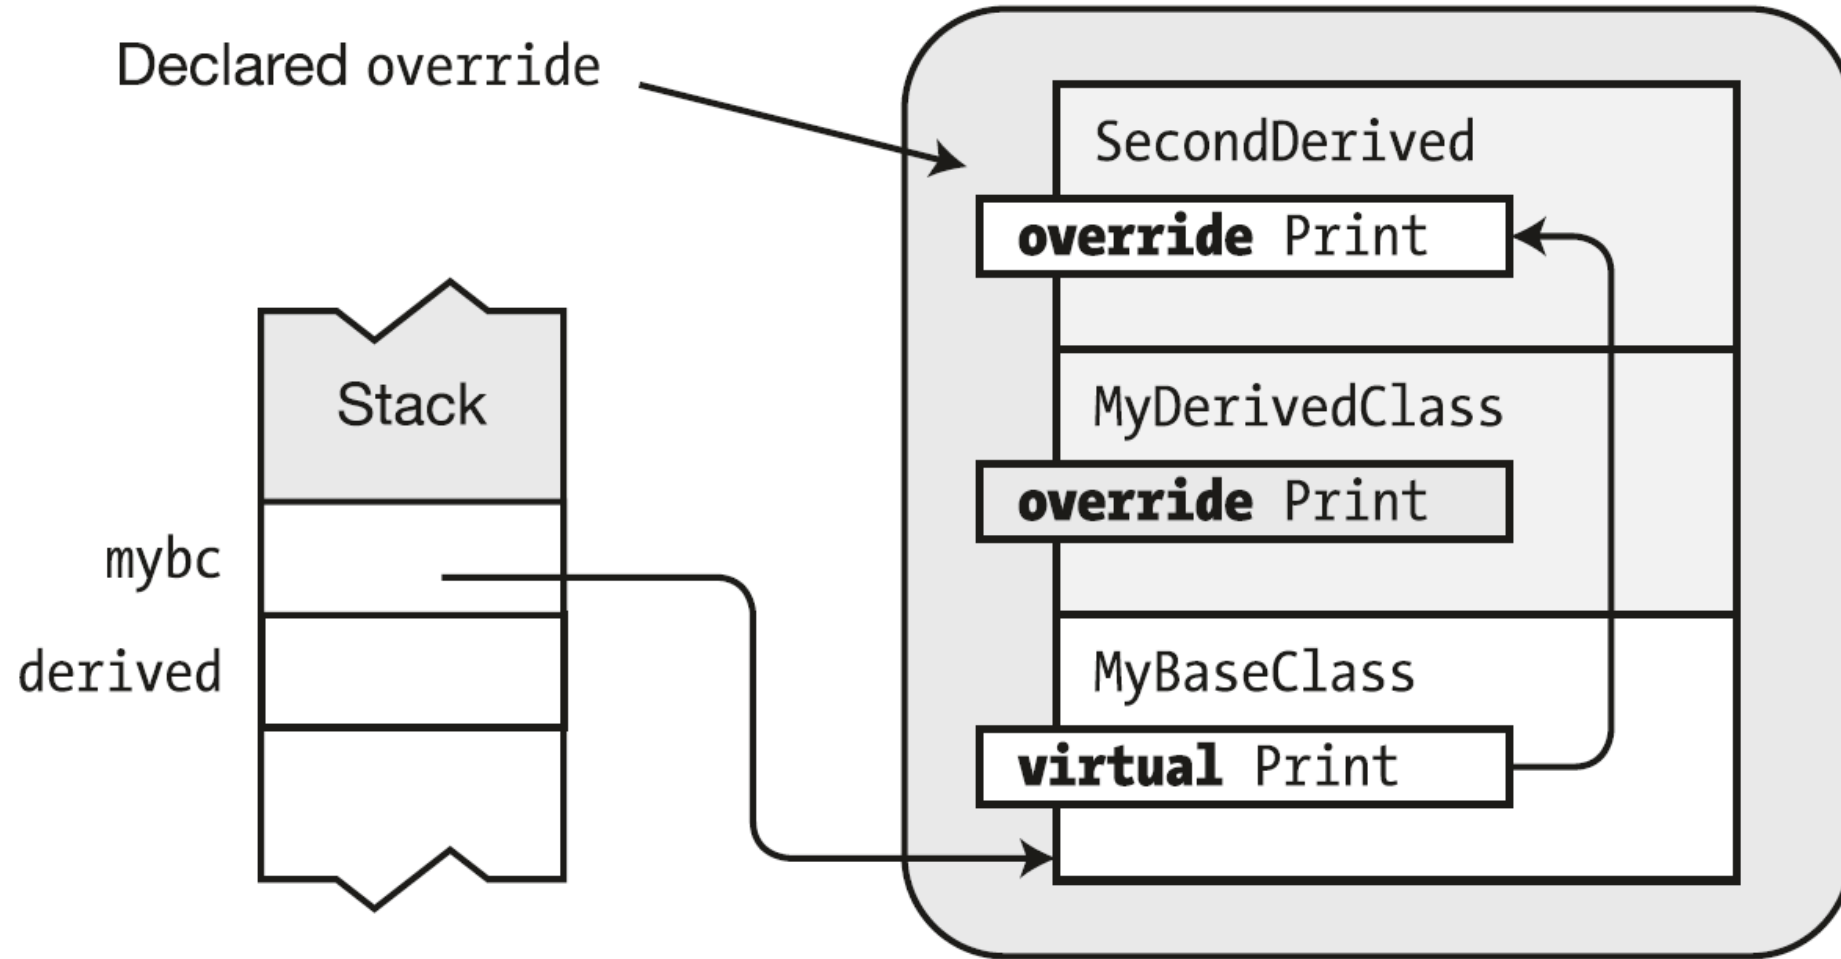 Declared override
SecondDerived
override Print
MyDerivedClass
override Print
MyBaseClass
virtual Print
Stack
mybc
derived